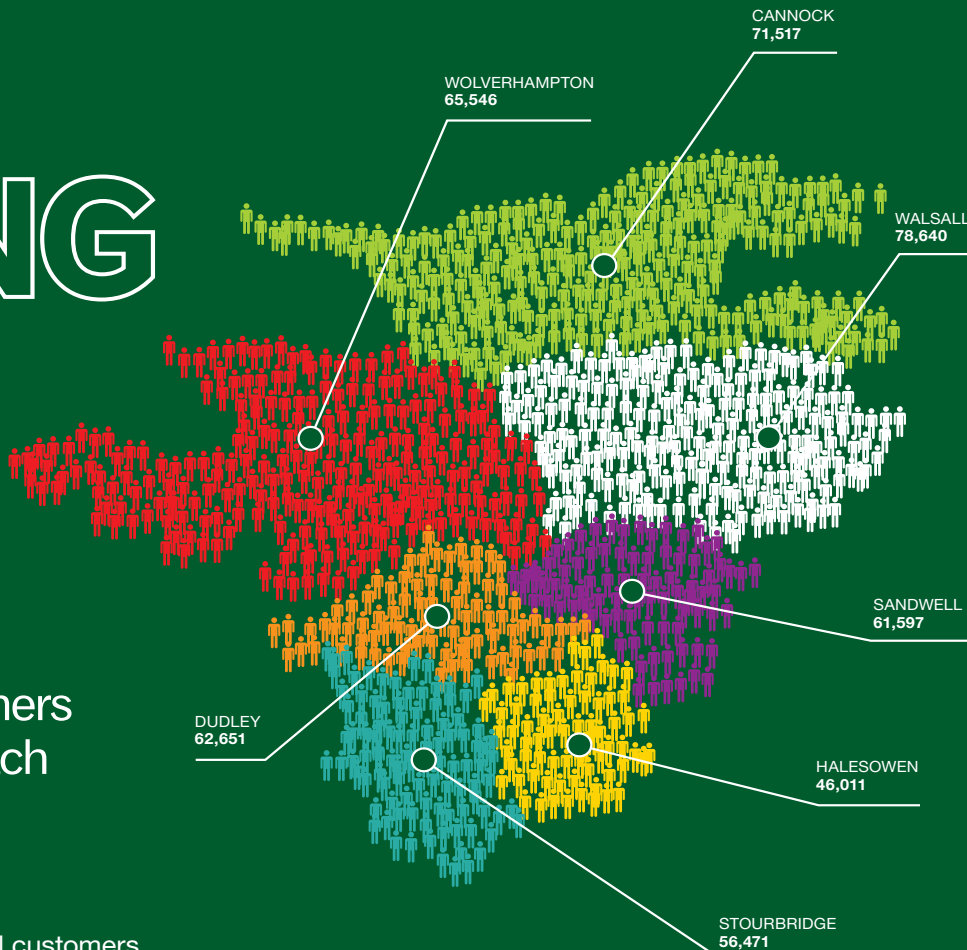 CANNOCK
71,517
WOLVERHAMPTON
65,546
NG
WALSALL
78,640
SANDWELL
61,597
ners
ch
DUDLEY
62,651
HALESOWEN
46,011
STOURBRIDGE
56,471
customers